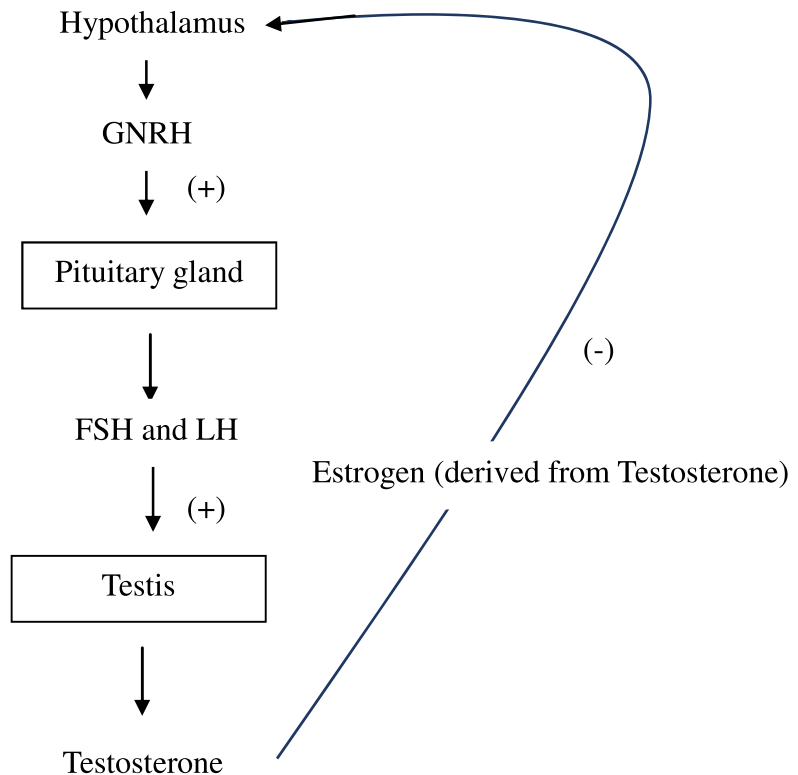 Hypothalamus
GNRH
(+)
Pituitary gland
(-)
FSH and LH
Estrogen (derived from Testosterone)
(+)
Testis
Testosterone